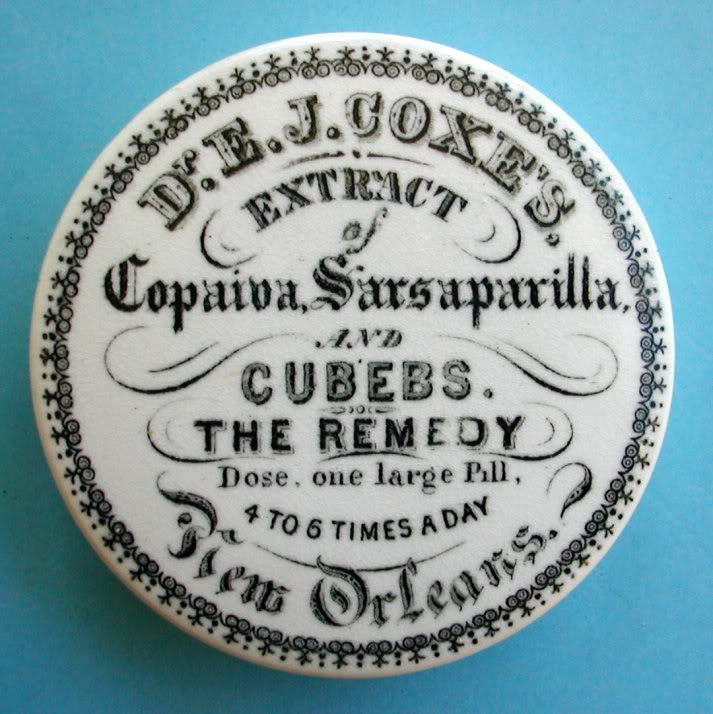 Dr. E. J. COXE'S.
EXTRACT
of
Copaiva, Sarsaparilla,
AND
CUBEBS.
THE REMEDY
Dose, one large Pill,
4 TO 6 TIMES A DAY
New Orleans.